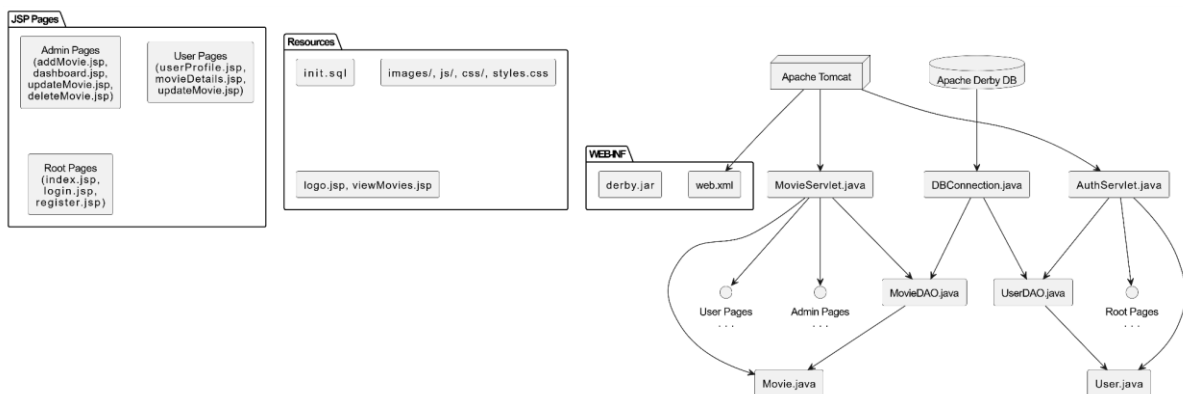 JSP Pages
Admin Pages
(addMovie.jsp,
dashboard.jsp,
updateMovie.jsp,
deleteMovie.jsp)
User Pages
(userProfile.jsp,
movieDetails.jsp,
updateMovie.jsp)
Root Pages
(index.jsp,
login.jsp,
register.jsp)
Resources
init.sql
images/, js/, css/, styles.css
logo.jsp, viewMovies.jsp
Apache Tomcat
Apache Derby DB
WEB-INF
derby.jar
web.xml
MovieServlet.java
DBConnection.java
AuthServlet.java
User Pages
. . .
Admin Pages
. . .
MovieDAO.java
UserDAO.java
Root Pages
. . .
Movie.java
User.java